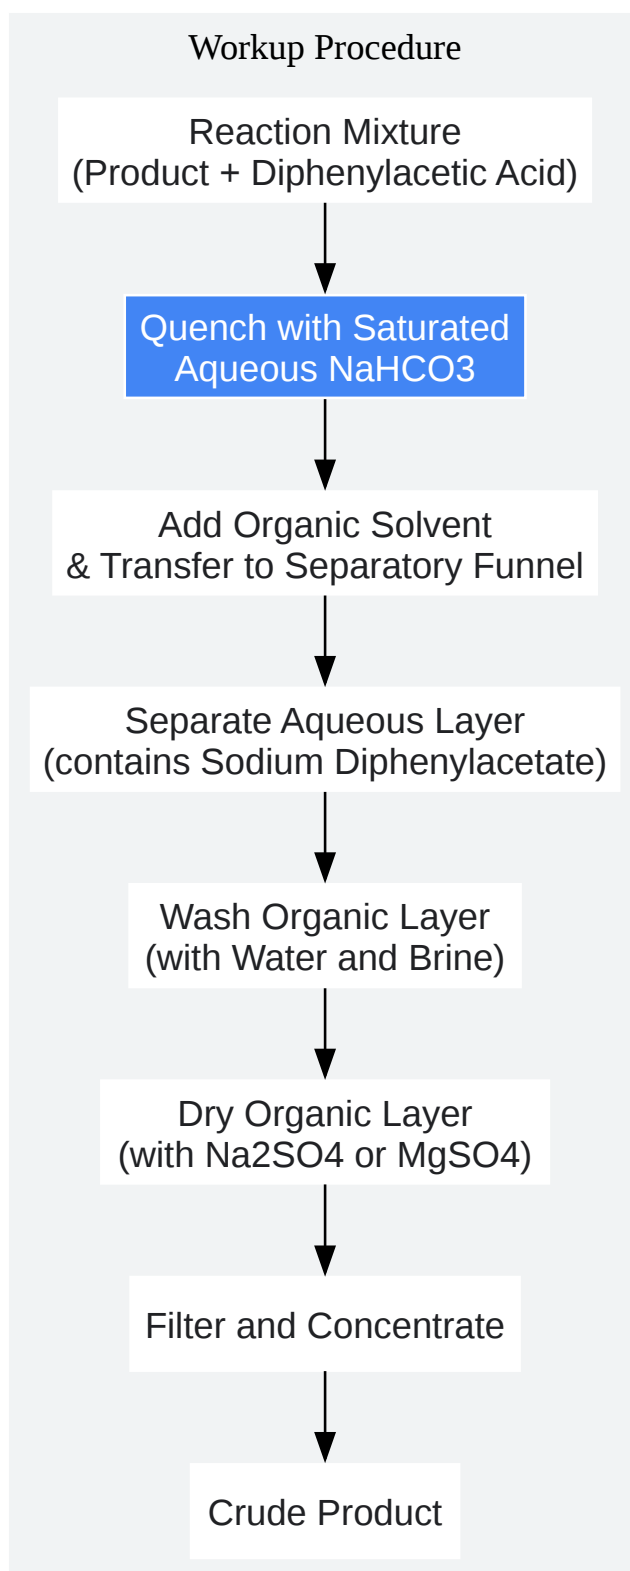 Workup Procedure
Reaction Mixture
(Product + Diphenylacetic Acid)
Quench with Saturated
Aqueous NaHCO3
Add Organic Solvent
& Transfer to Separatory Funnel
Separate Aqueous Layer
(contains Sodium Diphenylacetate)
Wash Organic Layer
(with Water and Brine)
Dry Organic Layer
(with Na2SO4 or MgSO4)
Filter and Concentrate
Crude Product